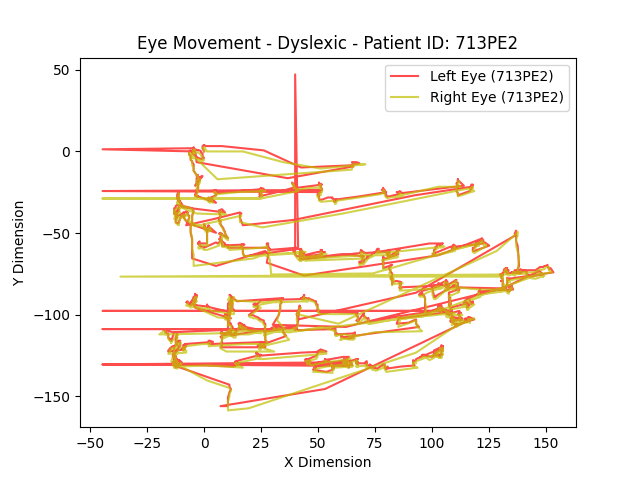 Eye Movement - Dyslexic - Patient ID: 713PE2
Left Eye (713PE2)
Right Eye (713PE2)
50
0
−50
−100
−150
Y Dimension
−50
−25
0
25
50
75
100
125
150
X Dimension